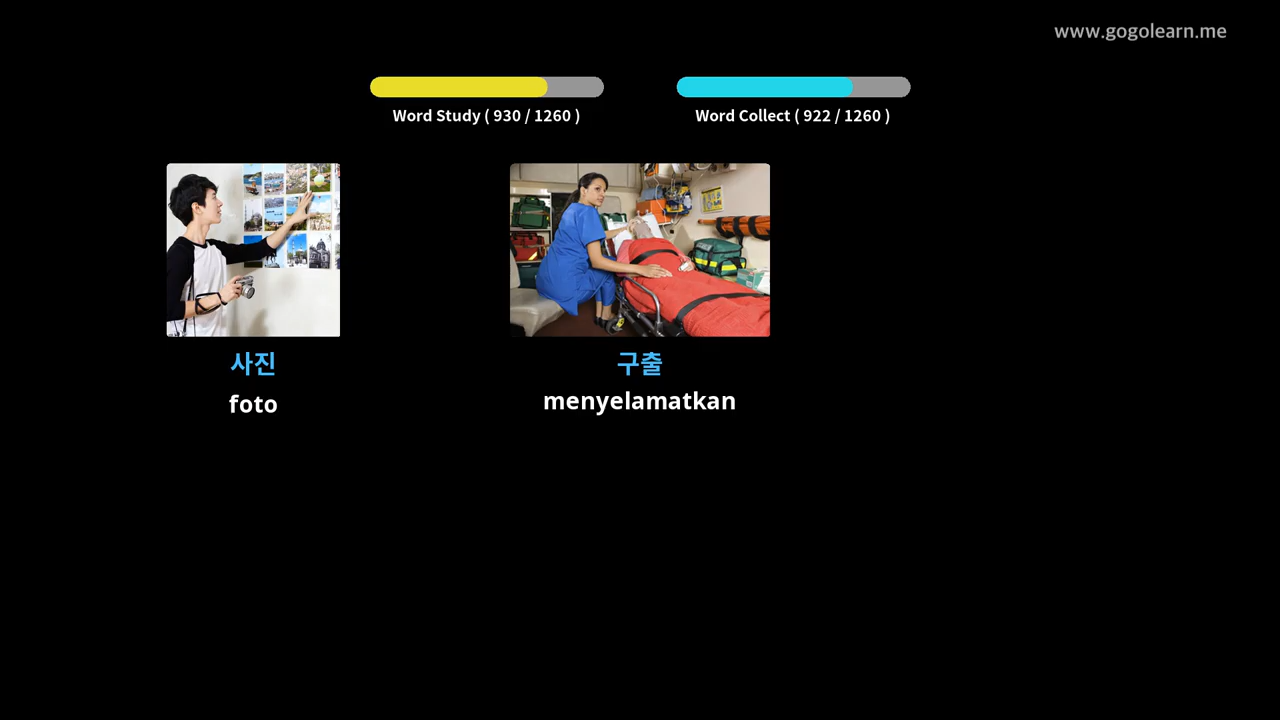 www.gogolearn.me
Word Study ( 930 / 1260 )
Word Collect ( 922 / 1260 )
사진
foto
구출
menyelamatkan